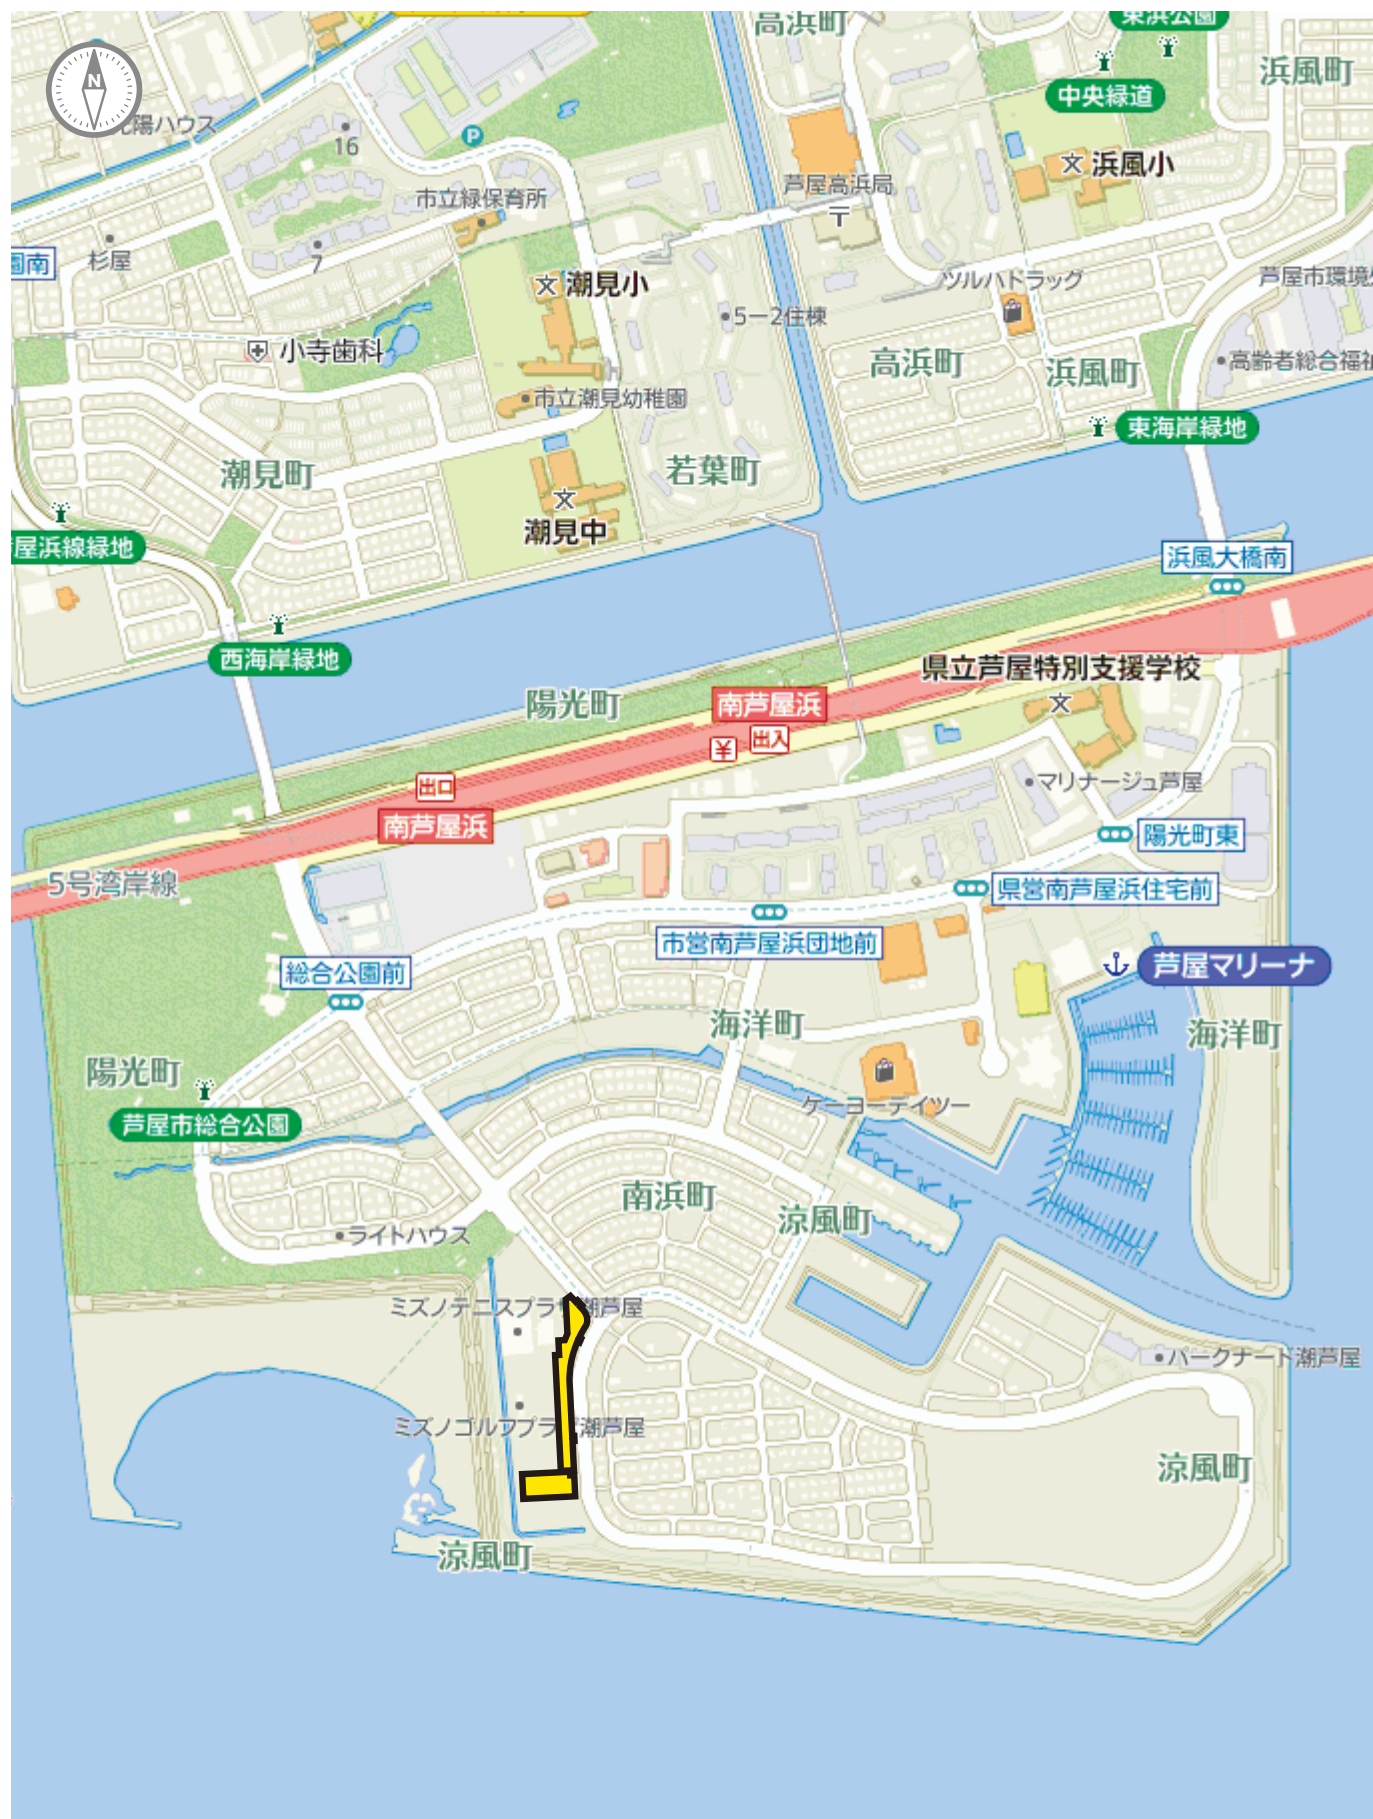 高浜町
東浜公園
浜風町
中央緑道
N
陽ハウス
16
浜風小
芦屋高浜局
市立緑保育所
園南
杉屋
7
潮見小
ツルハドラッグ
5ー2住棟
小寺歯科
高浜町
浜風町
高齢者総合福祉
市立潮見幼稚園
東海岸緑地
潮見町
若葉町
潮見中
屋浜線緑地
浜風大橋南
西海岸緑地
県立芦屋特別支援学校
陽光町
南芦屋浜
¥
出入
出口
マリナージュ芦屋
南芦屋浜
陽光町東
5号湾岸線
県営南芦屋浜住宅前
市営南芦屋浜団地前
総合公園前
芦屋マリーナ
海洋町
海洋町
陽光町
ケーヨーデイツー
芦屋市総合公園
南浜町
涼風町
ライトハウス
ミズノテニスプラ
潮芦屋
パークナード潮芦屋
ミズノゴルフプラ
潮芦屋
涼風町
涼風町
P
芦屋市環境